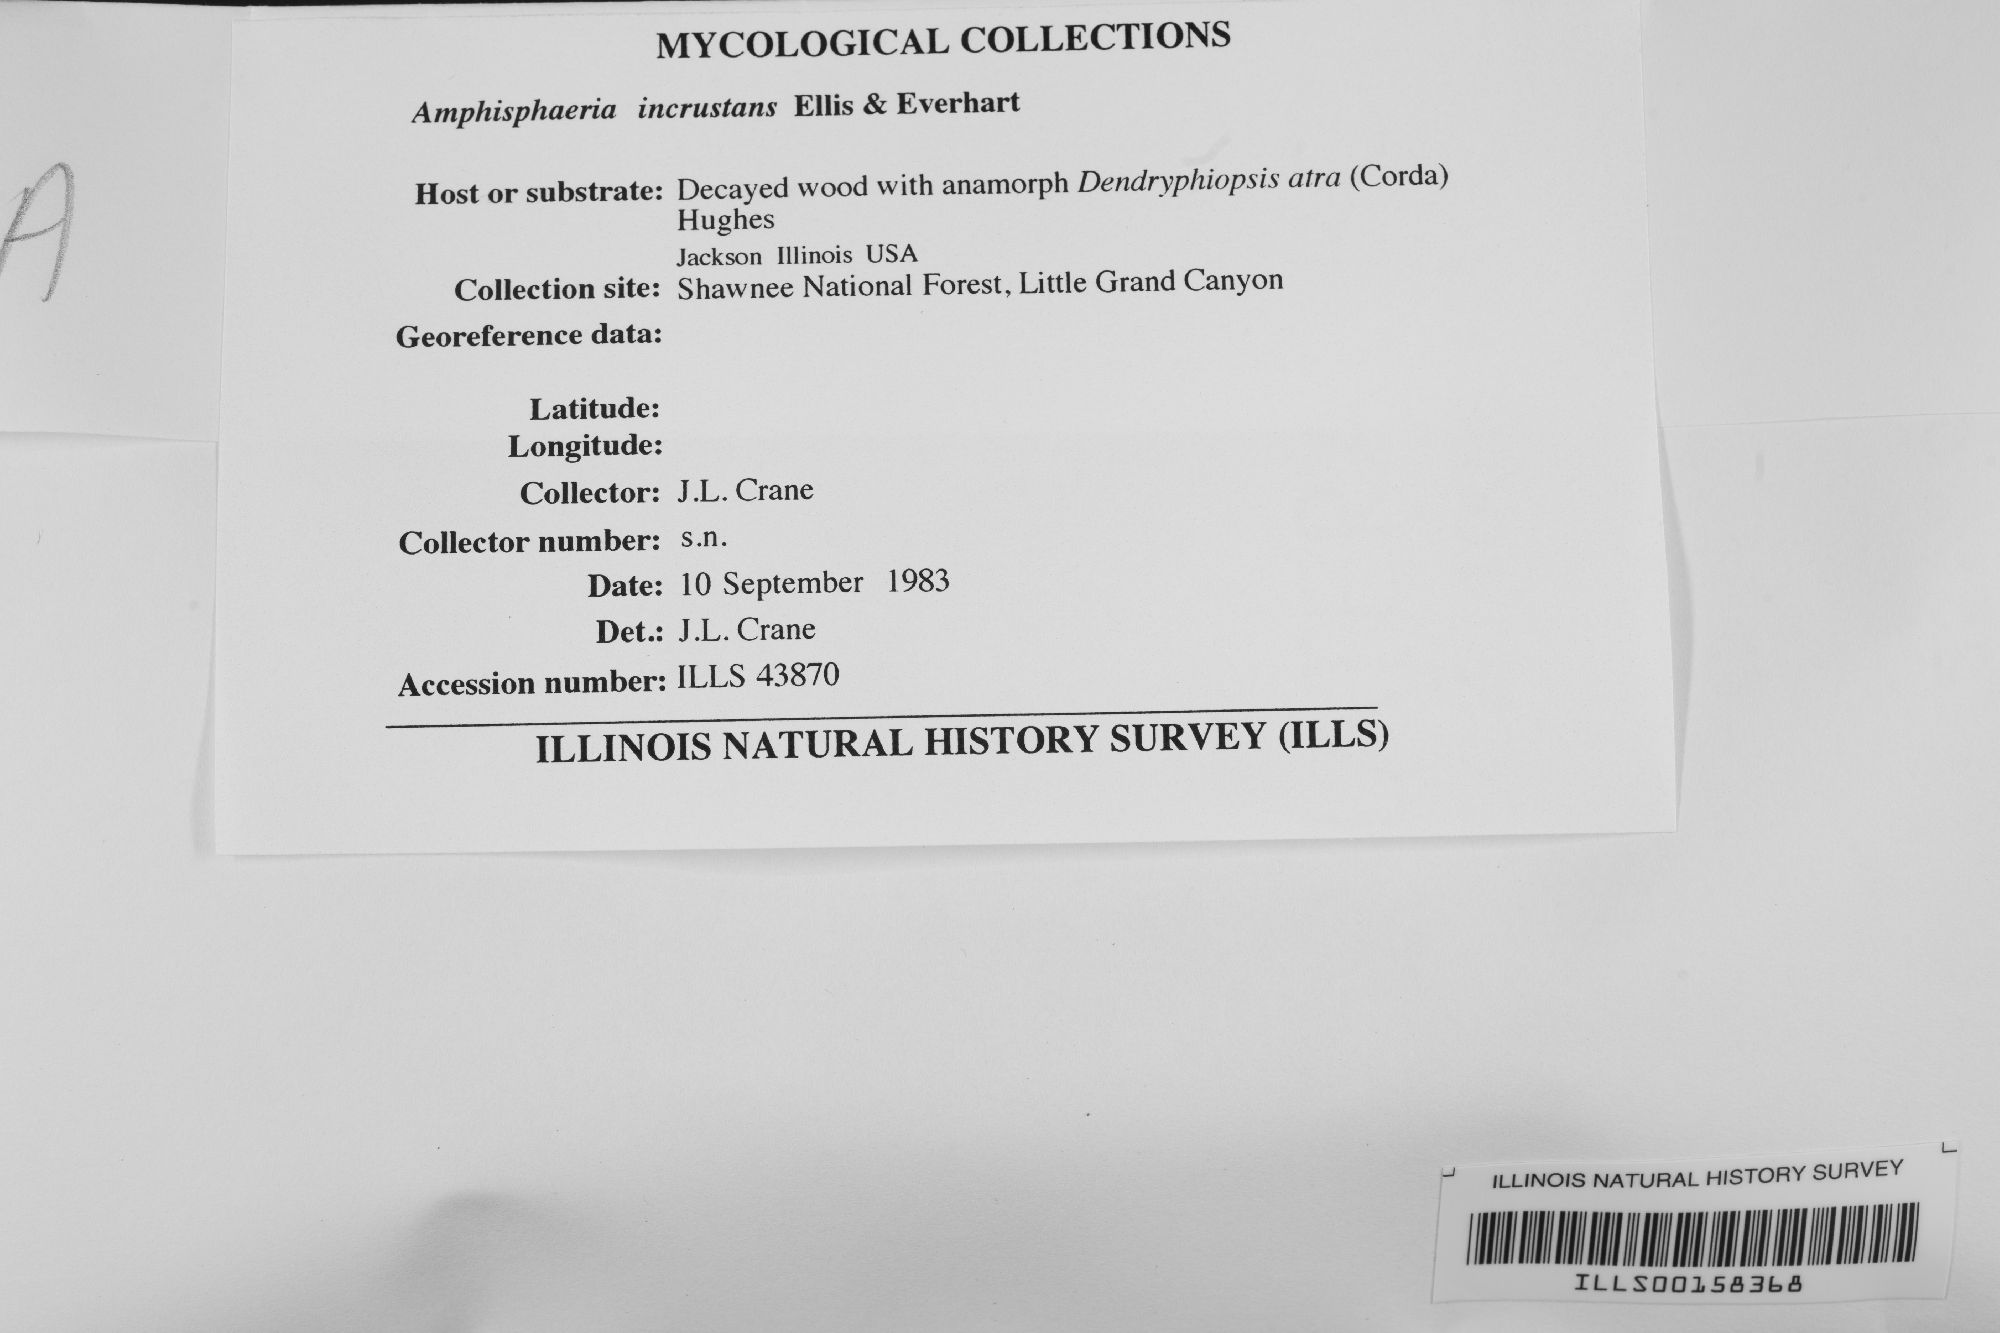 MYCOLOGICAL COLLECTIONS
Amphisphaeria incrustans Ellis & Everhart
A
Host or substrate: Decayed wood with anamorph Dendryphiopsis atra (Corda)
Hughes
Jackson Illinois USA
Collection site: Shawnee National Forest, Little Grand Canyon
Georeference data:
Latitude:
Longitude:
Collector: J.L. Crane
Collector number: s.n.
Date: 10 September 1983
Det.: J.L. Crane
Accession number: ILLS 43870
ILLINOIS NATURAL HISTORY SURVEY (ILLS)
ILLINOIS NATURAL HISTORY SURVEY
ILLS00158368